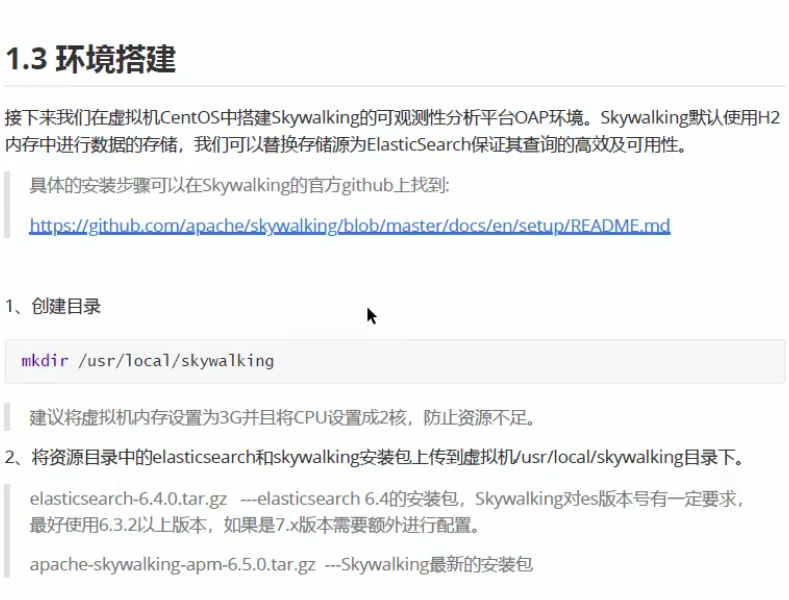 1.3 环境搭建
接下来我们在虚拟机CentOS中搭建Skywalking的可观测性分析平台OAP环境。Skywalking默认使用H2
内存中进行数据的存储，我们可以替换存储源为ElasticSearch保证其查询的高效及可用性。
具体的安装步骤可以在Skywalking的官方github上找到:
https://github.com/apache/skywalking/blob/master/docs/en/setup/README.md
1、创建目录
mkdir /usr/local/skywalking
建议将虚拟机内存设置为3G并且将CPU设置成2核，防止资源不足。
2、将资源目录中的elasticsearch和skywalking安装包上传到虚拟机/usr/local/skywalking目录下。
elasticsearch-6.4.0.tar.gz ---elasticsearch 6.4的安装包，Skywalking对es版本号有一定要求，
最好使用6.3.2以上版本，如果是7.x版本需要额外进行配置。
apache-skywalking-apm-6.5.0.tar.gz ---Skywalking最新的安装包